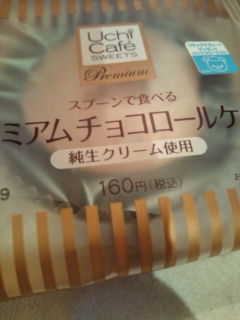 Uchi
Café
SWEETS
Premium
スプーンで食べる
ミアムチョコロールケ
純生クリーム使用
160円(税込)
9